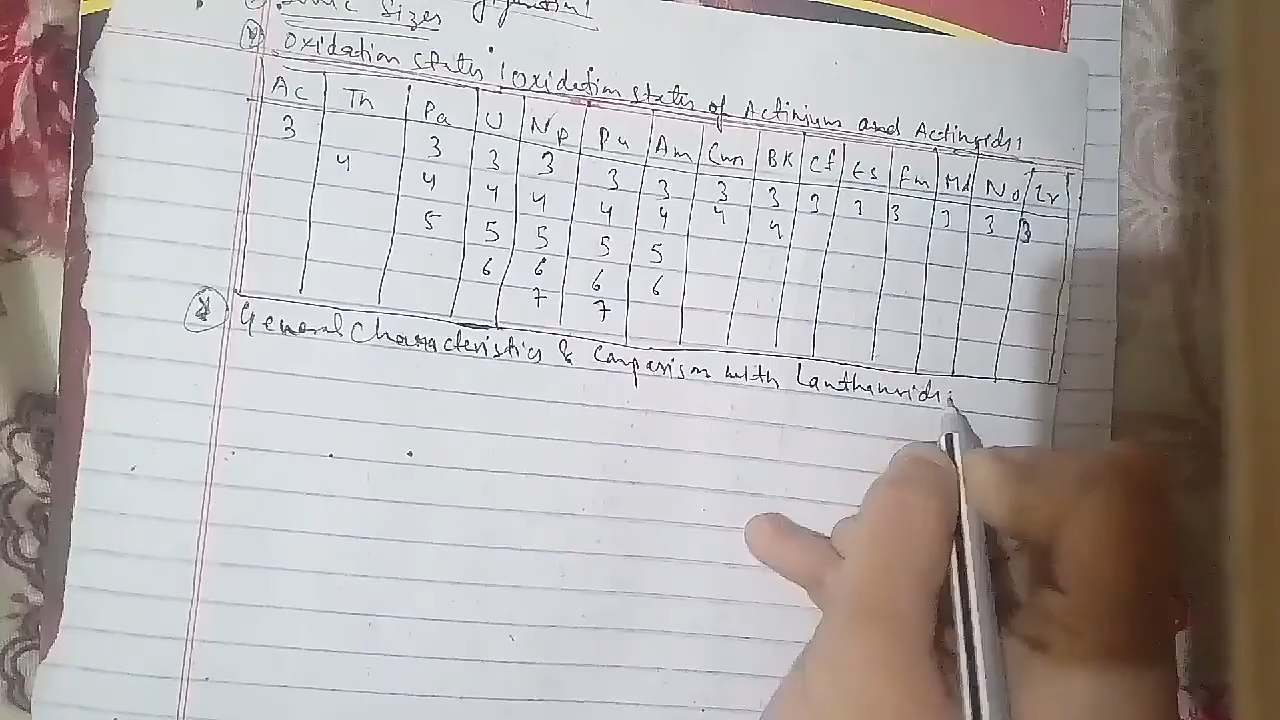 Sizes
Oxidation states : oxidation states of Actinium and Actinoids:
Ac Th Pa U Np Pu Am Cm BK Cf Es Fm Md No Lr
3 3 3 3 3 3 3 3 3 3 3 3 3 3
4 4 4 4 4 4 4 4
5 5 5 5 5
6 6 6 6
7 7
General Characteristics & Comparison with Lanthanoids: